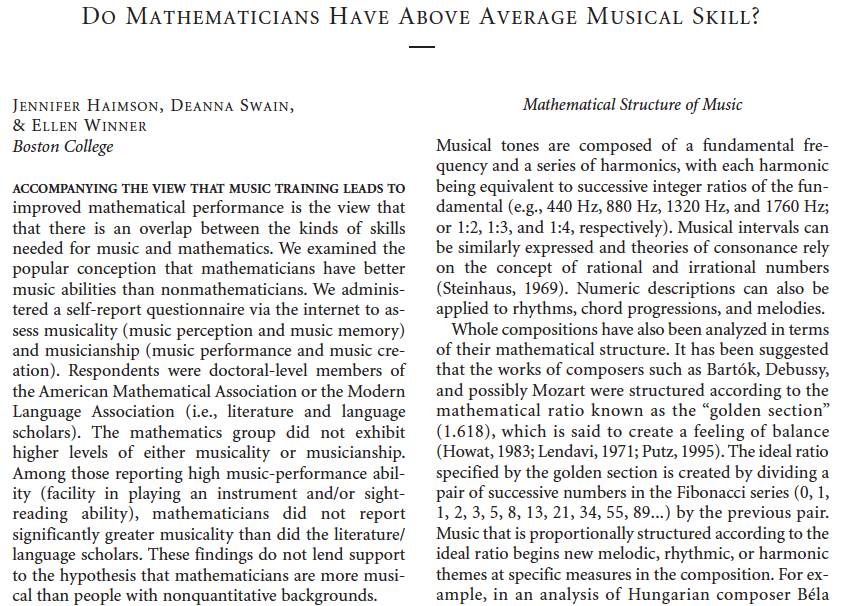 DO MATHEMATICIANS HAVE ABOVE AVERAGE MUSICAL SKILL?
JENNIFER HAIMSON, DEANNA SWAIN,
& ELLEN WINNER
Boston College
ACCOMPANYING THE VIEW THAT MUSIC TRAINING LEADS TO
improved mathematical performance is the view that
that there is an overlap between the kinds of skills
needed for music and mathematics. We examined the
popular conception that mathematicians have better
music abilities than nonmathematicians. We adminis-
tered a self-report questionnaire via the internet to as-
sess musicality (music perception and music memory)
and musicianship (music performance and music cre-
ation). Respondents were doctoral-level members of
the American Mathematical Association or the Modern
Language Association (i.e., literature and language
scholars). The mathematics group did not exhibit
higher levels of either musicality or musicianship.
Among those reporting high music-performance abil-
ity (facility in playing an instrument and/or sight-
reading ability), mathematicians did not report
significantly greater musicality than did the literature/
language scholars. These findings do not lend support
to the hypothesis that mathematicians are more musi-
cal than people with nonquantitative backgrounds.
Mathematical Structure of Music
Musical tones are composed of a fundamental fre-
quency and a series of harmonics, with each harmonic
being equivalent to successive integer ratios of the fun-
damental (e.g., 440 Hz, 880 Hz, 1320 Hz, and 1760 Hz;
or 1:2, 1:3, and 1:4, respectively). Musical intervals can
be similarly expressed and theories of consonance rely
on the concept of rational and irrational numbers
(Steinhaus, 1969). Numeric descriptions can also be
applied to rhythms, chord progressions, and melodies.
Whole compositions have also been analyzed in terms
of their mathematical structure. It has been suggested
that the works of composers such as Bartók, Debussy,
and possibly Mozart were structured according to the
mathematical ratio known as the “golden section”
(1.618), which is said to create a feeling of balance
(Howat, 1983; Lendavi, 1971; Putz, 1995). The ideal ratio
specified by the golden section is created by dividing a
pair of successive numbers in the Fibonacci series (0, 1,
1, 2, 3, 5, 8, 13, 21, 34, 55, 89...) by the previous pair.
Music that is proportionally structured according to the
ideal ratio begins new melodic, rhythmic, or harmonic
themes at specific measures in the composition. For ex-
ample, in an analysis of Hungarian composer Béla